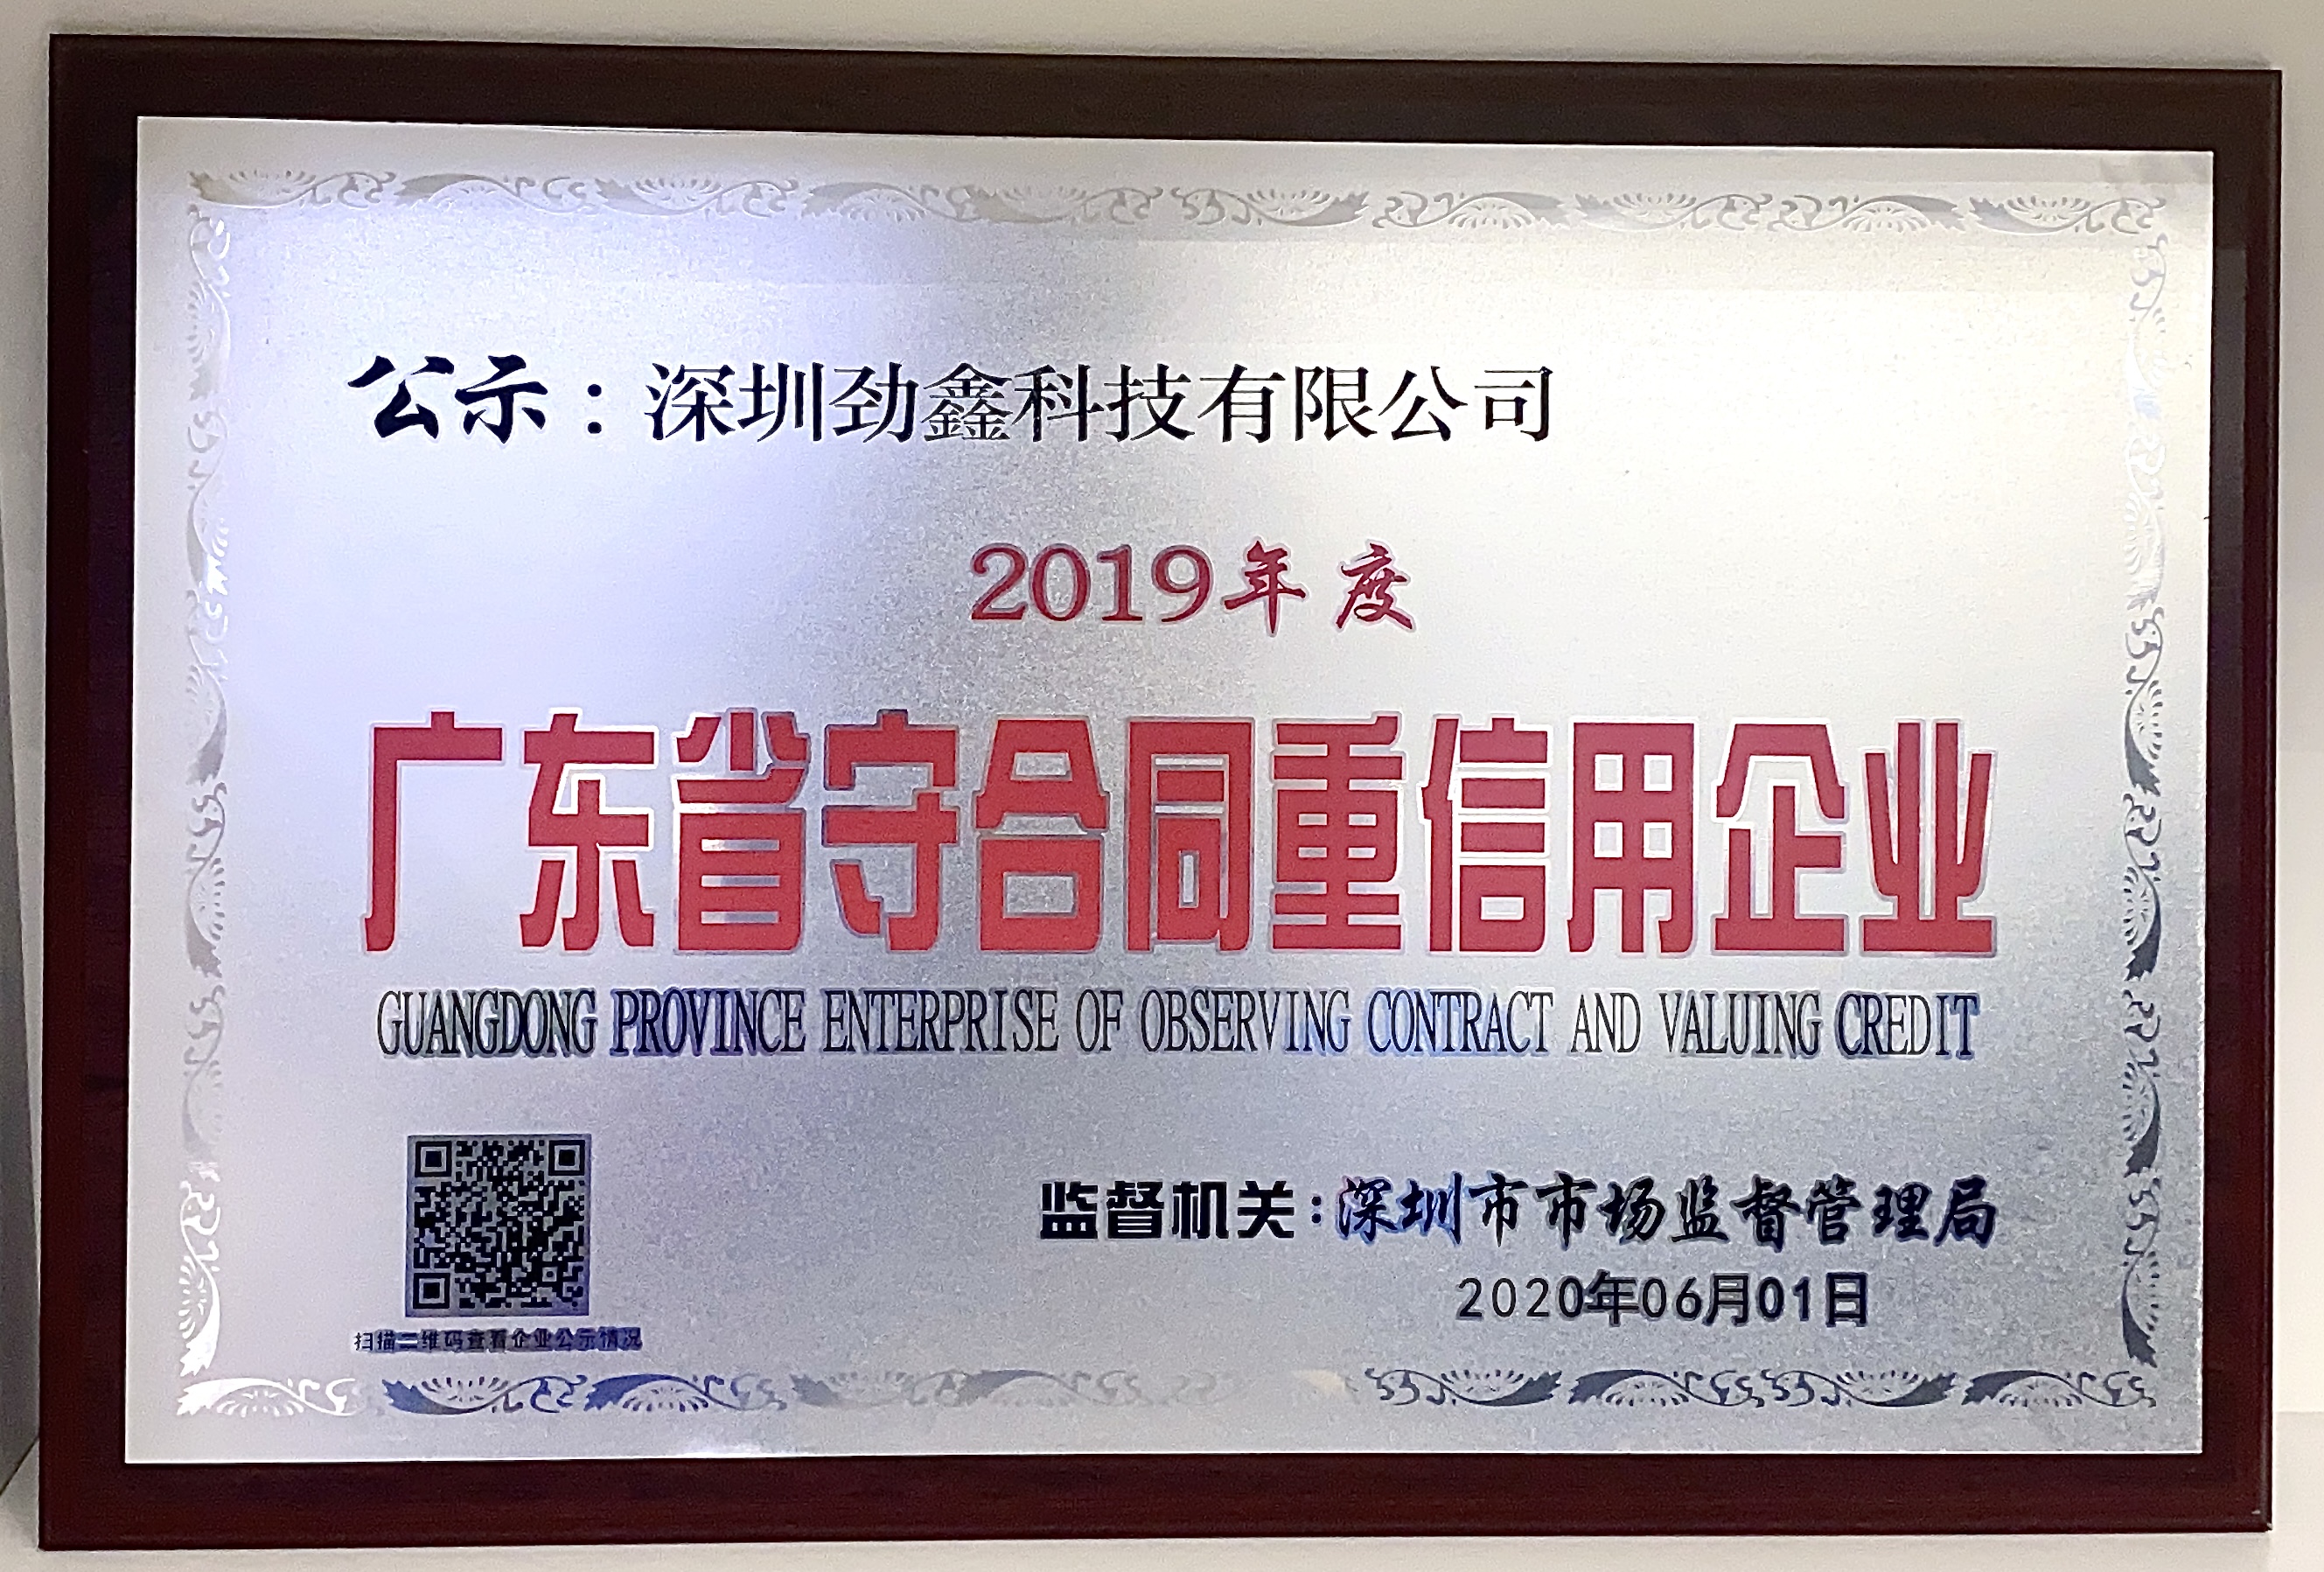 公示：深圳劲鑫科技有限公司
2019年度
广东省守合同重信用企业
GUANGDONG PROVINCE ENTERPRISE OF OBSERVING CONTRACT AND VALUING CREDIT
监督机关：深圳市市场监督管理局
2020年06月01日
扫描二维码查看企业公示情况